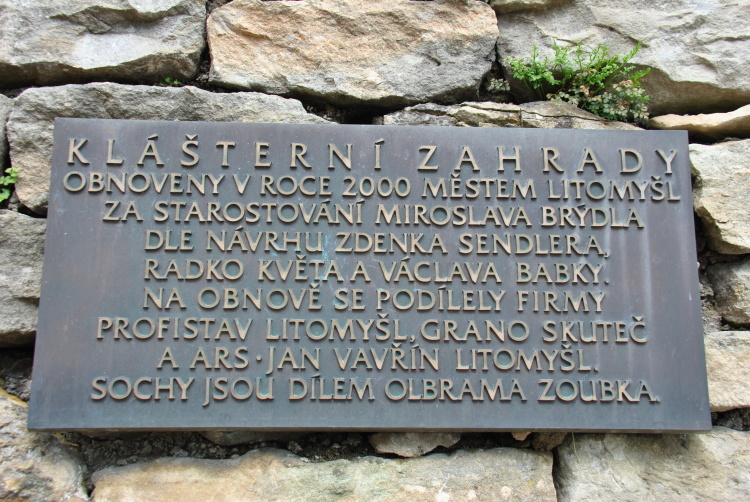 KLÁŠTERNÍ ZAHRADY
OBNOVENY V ROCE 2000 MĚSTEM LITOMYŠL
ZA STAROSTOVÁNÍ MIROSLAVA BRÝDLA
DLE NÁVRHU ZDENKA SENDLERA,
RADKO KVĚTA A VÁCLAVA BABKY.
NA OBNOVĚ SE PODÍLELY FIRMY
PROFISTAV LITOMYŠL, GRANO SKUTEČ
A ARS · JAN VAVŘÍN LITOMYŠL.
SOCHY JSOU DÍLEM OLBRAMA ZOUBKA.